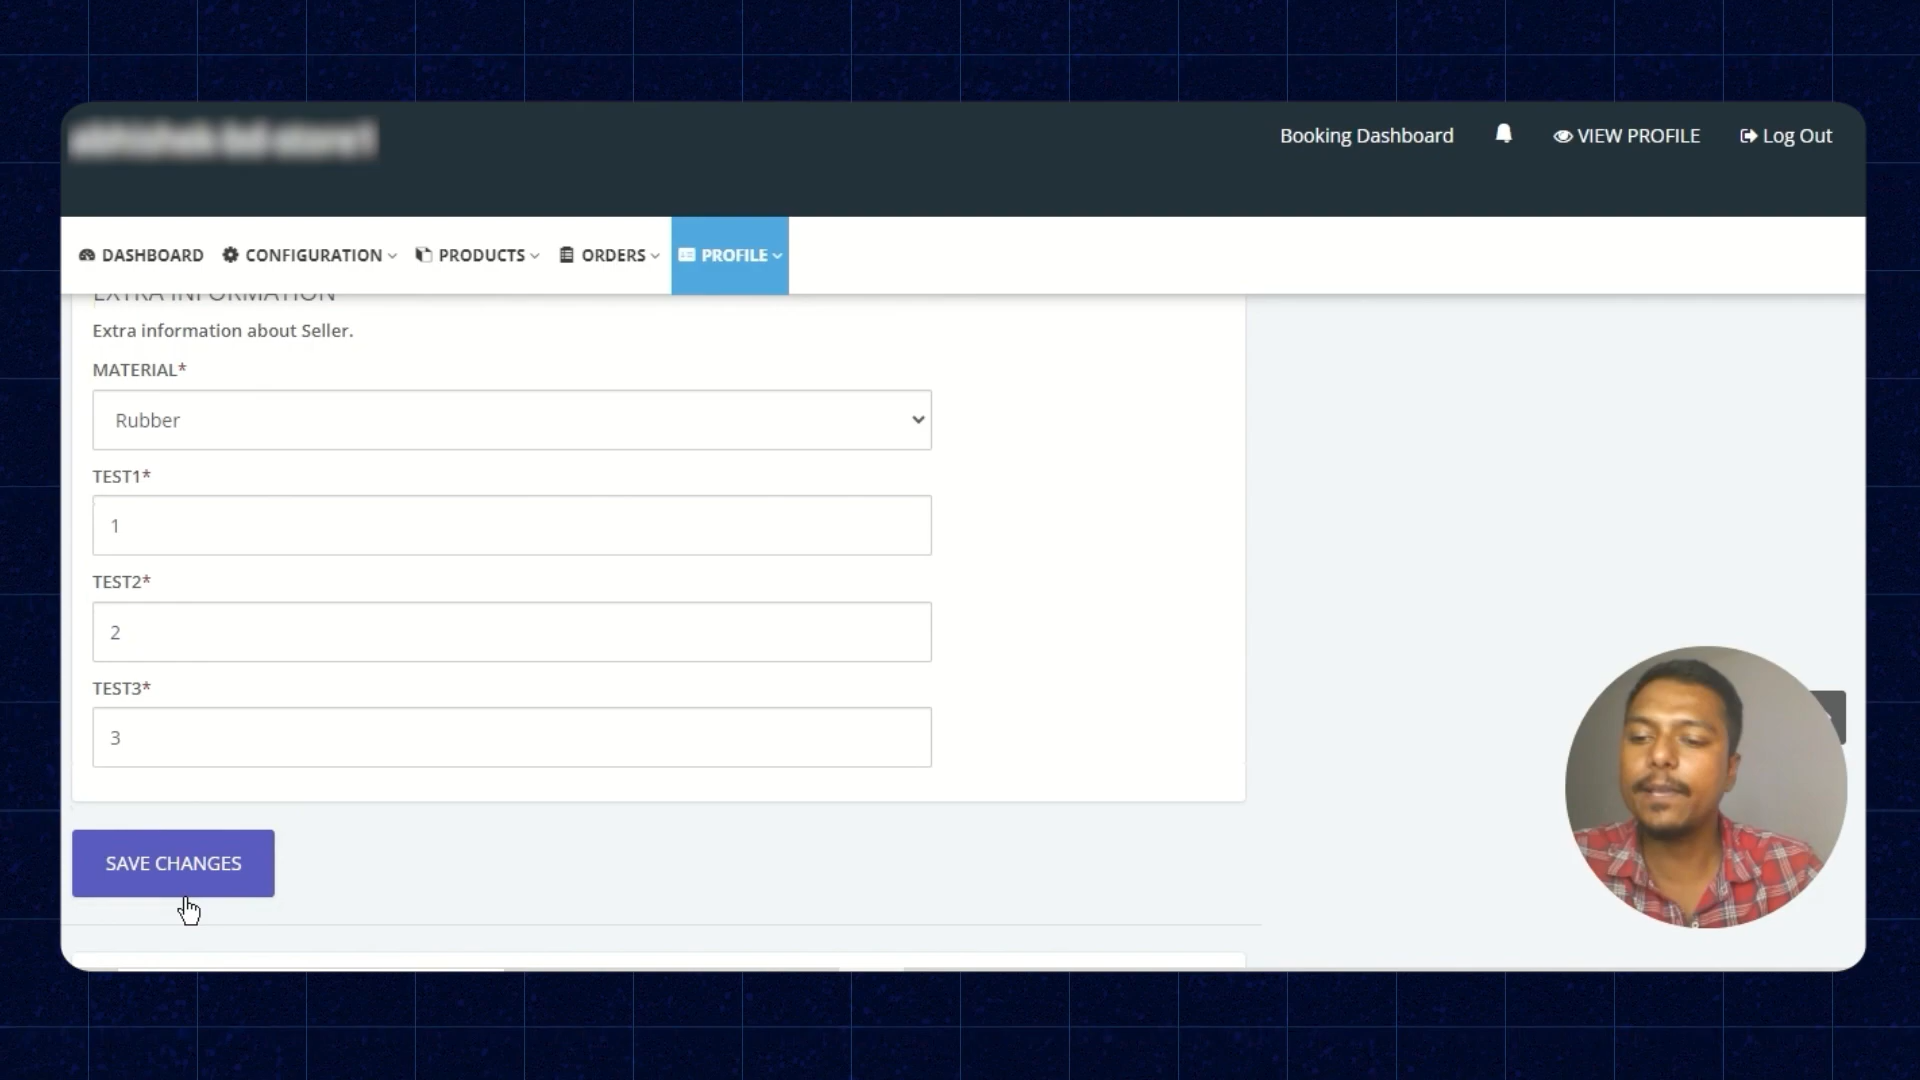 Booking Dashboard VIEW PROFILE Log Out
DASHBOARD CONFIGURATION PRODUCTS ORDERS PROFILE
EXTRA INFORMATION
Extra information about Seller.
MATERIAL*
Rubber
TEST1*
1
TEST2*
2
TEST3*
3
SAVE CHANGES